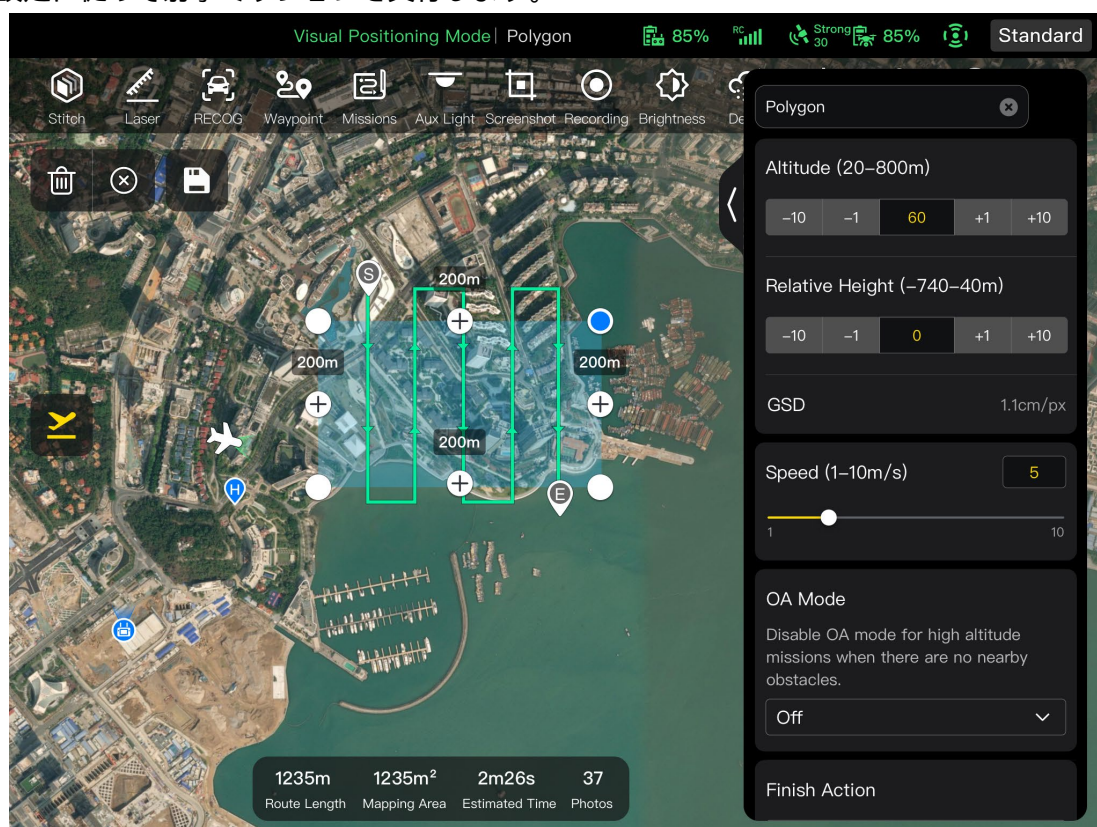 Visual Positioning Mode | Polygon
85%
RC
Strong
30
85%
Standard
Stitch
Laser
RECOG
Waypoint
Missions
Aux Light
Screenshot
Recording
Brightness
De
Polygon
Altitude (20–800m)
−10 −1 60 +1 +10
Relative Height (−740–40m)
−10 −1 0 +1 +10
GSD 1.1cm/px
Speed (1–10m/s) 5
1 10
OA Mode
Disable OA mode for high altitude
missions when there are no nearby
obstacles.
Off
Finish Action
S
200m
200m
200m
200m
H
E
1235m 1235m² 2m26s 37
Route Length Mapping Area Estimated Time Photos